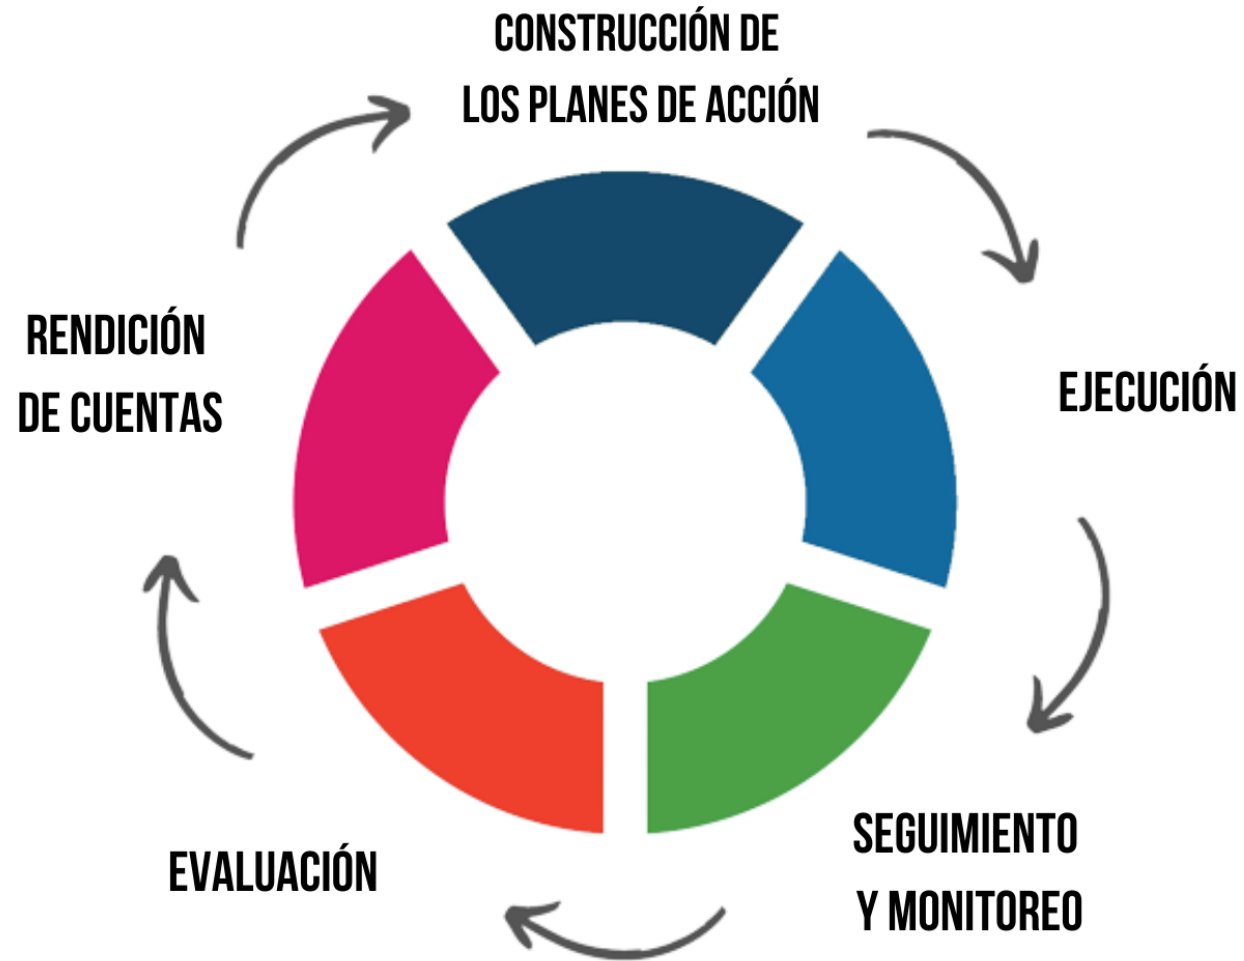 CONSTRUCCIÓN DE
LOS PLANES DE ACCIÓN
EJECUCIÓN
SEGUIMIENTO
Y MONITOREO
EVALUACIÓN
RENDICIÓN
DE CUENTAS